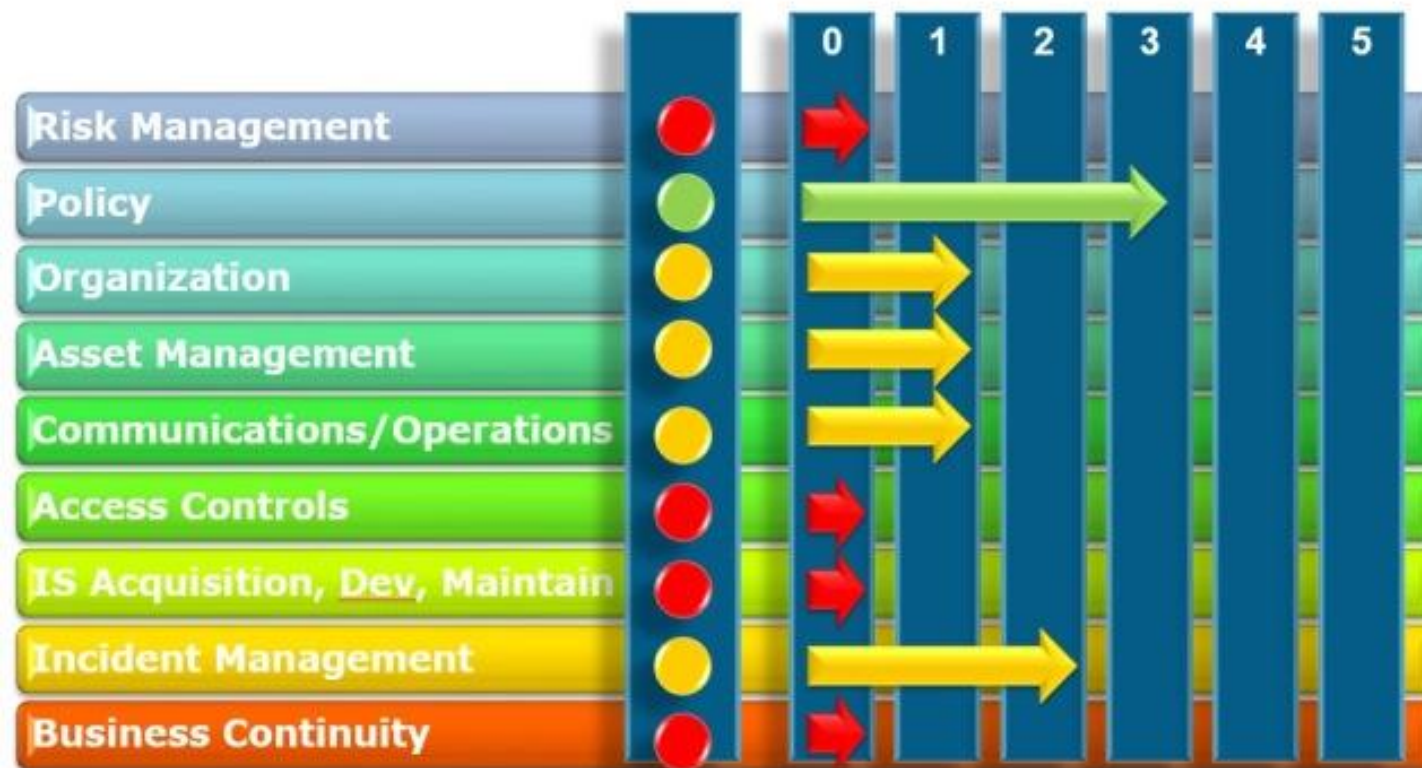 0 1 2 3 4 5
Risk Management
Policy
Organization
Asset Management
Communications/Operations
Access Controls
IS Acquisition, Dev, Maintain
Incident Management
Business Continuity